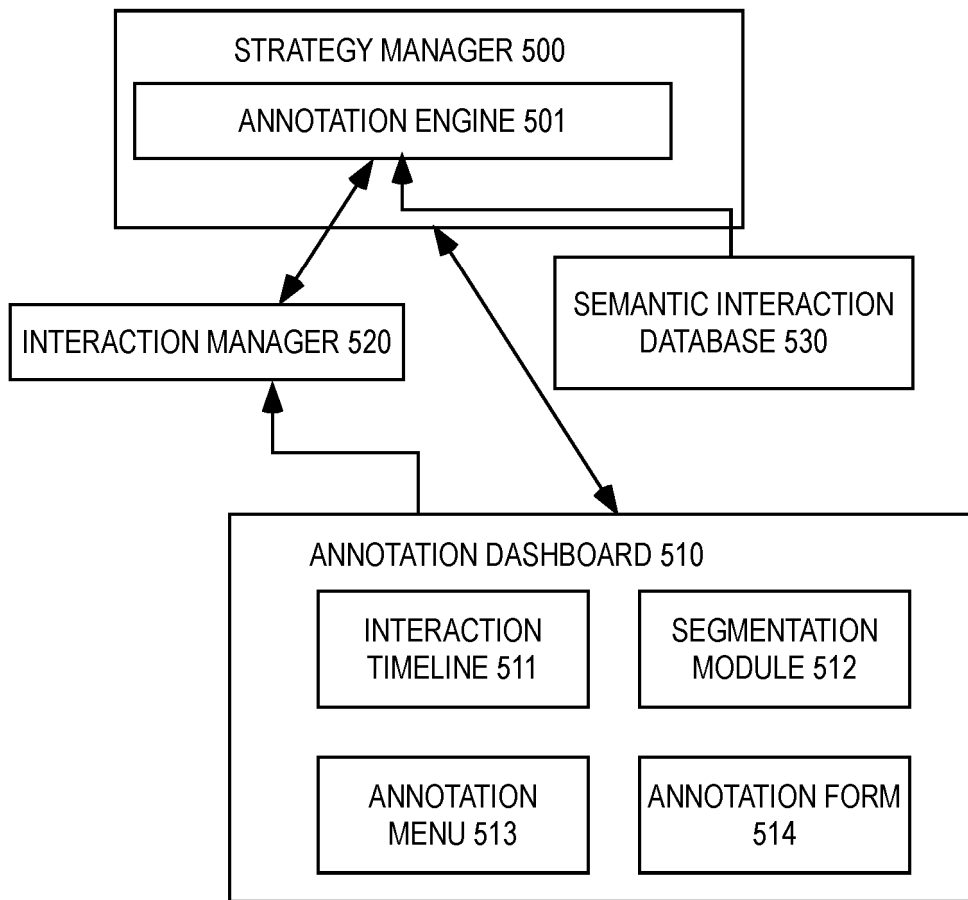 STRATEGY MANAGER 500
ANNOTATION ENGINE 501
SEMANTIC INTERACTION
DATABASE 530
INTERACTION MANAGER 520
ANNOTATION DASHBOARD 510
INTERACTION
TIMELINE 511
SEGMENTATION
MODULE 512
ANNOTATION
MENU 513
ANNOTATION FORM
514